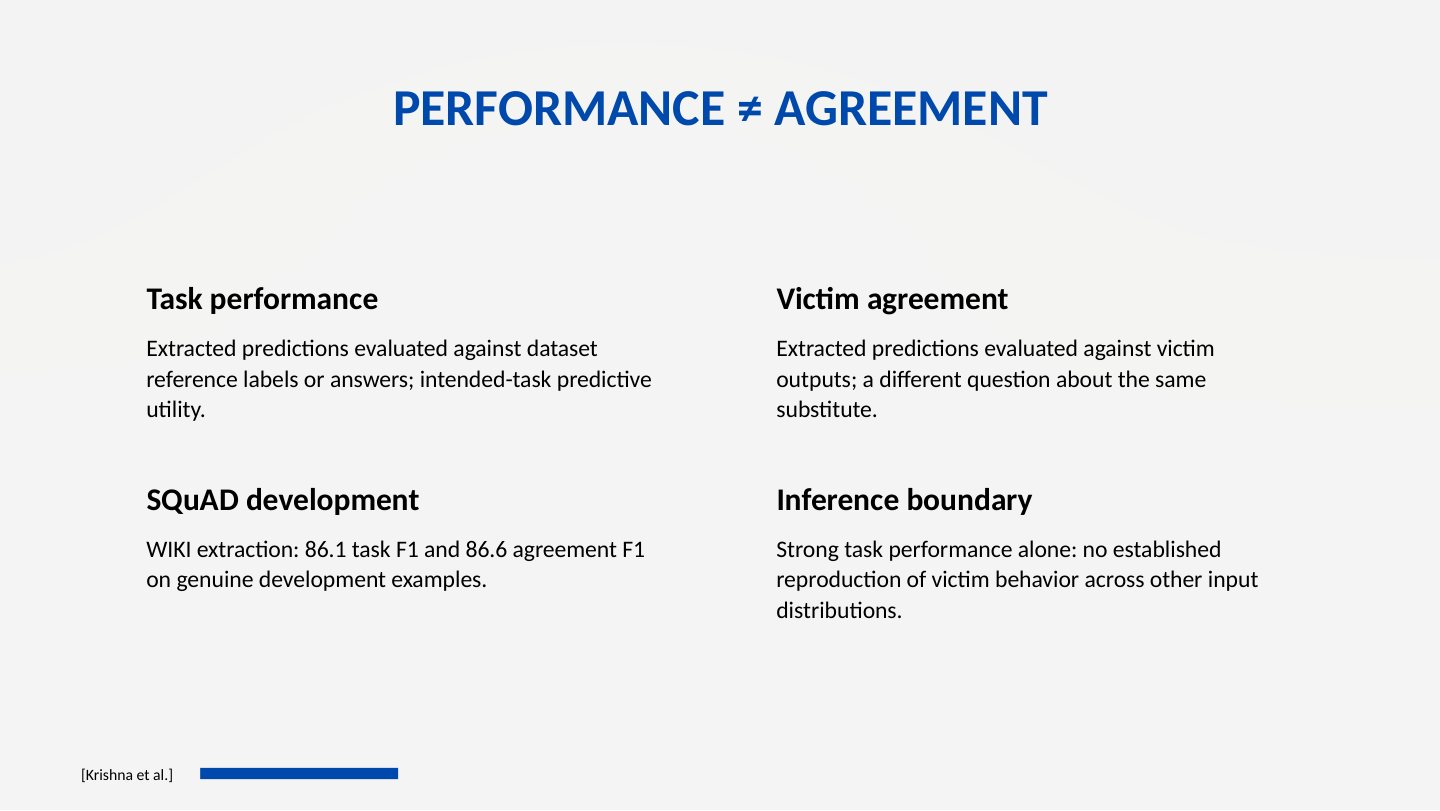 PERFORMANCE ≠ AGREEMENT
Task performance
Extracted predictions evaluated against dataset
reference labels or answers; intended-task predictive
utility.
Victim agreement
Extracted predictions evaluated against victim
outputs; a different question about the same
substitute.
SQuAD development
WIKI extraction: 86.1 task F1 and 86.6 agreement F1
on genuine development examples.
Inference boundary
Strong task performance alone: no established
reproduction of victim behavior across other input
distributions.
[Krishna et al.]